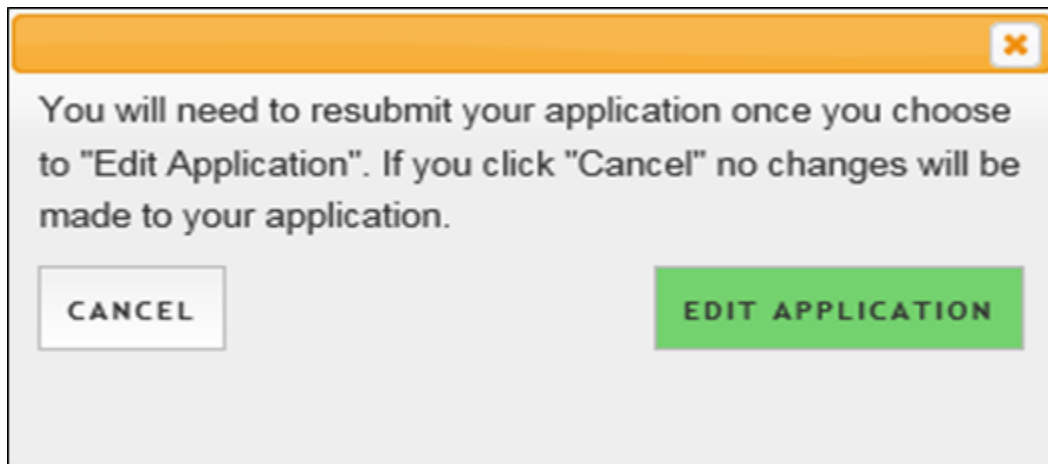 You will need to resubmit your application once you choose
to "Edit Application". If you click "Cancel" no changes will be
made to your application.
CANCEL
EDIT APPLICATION